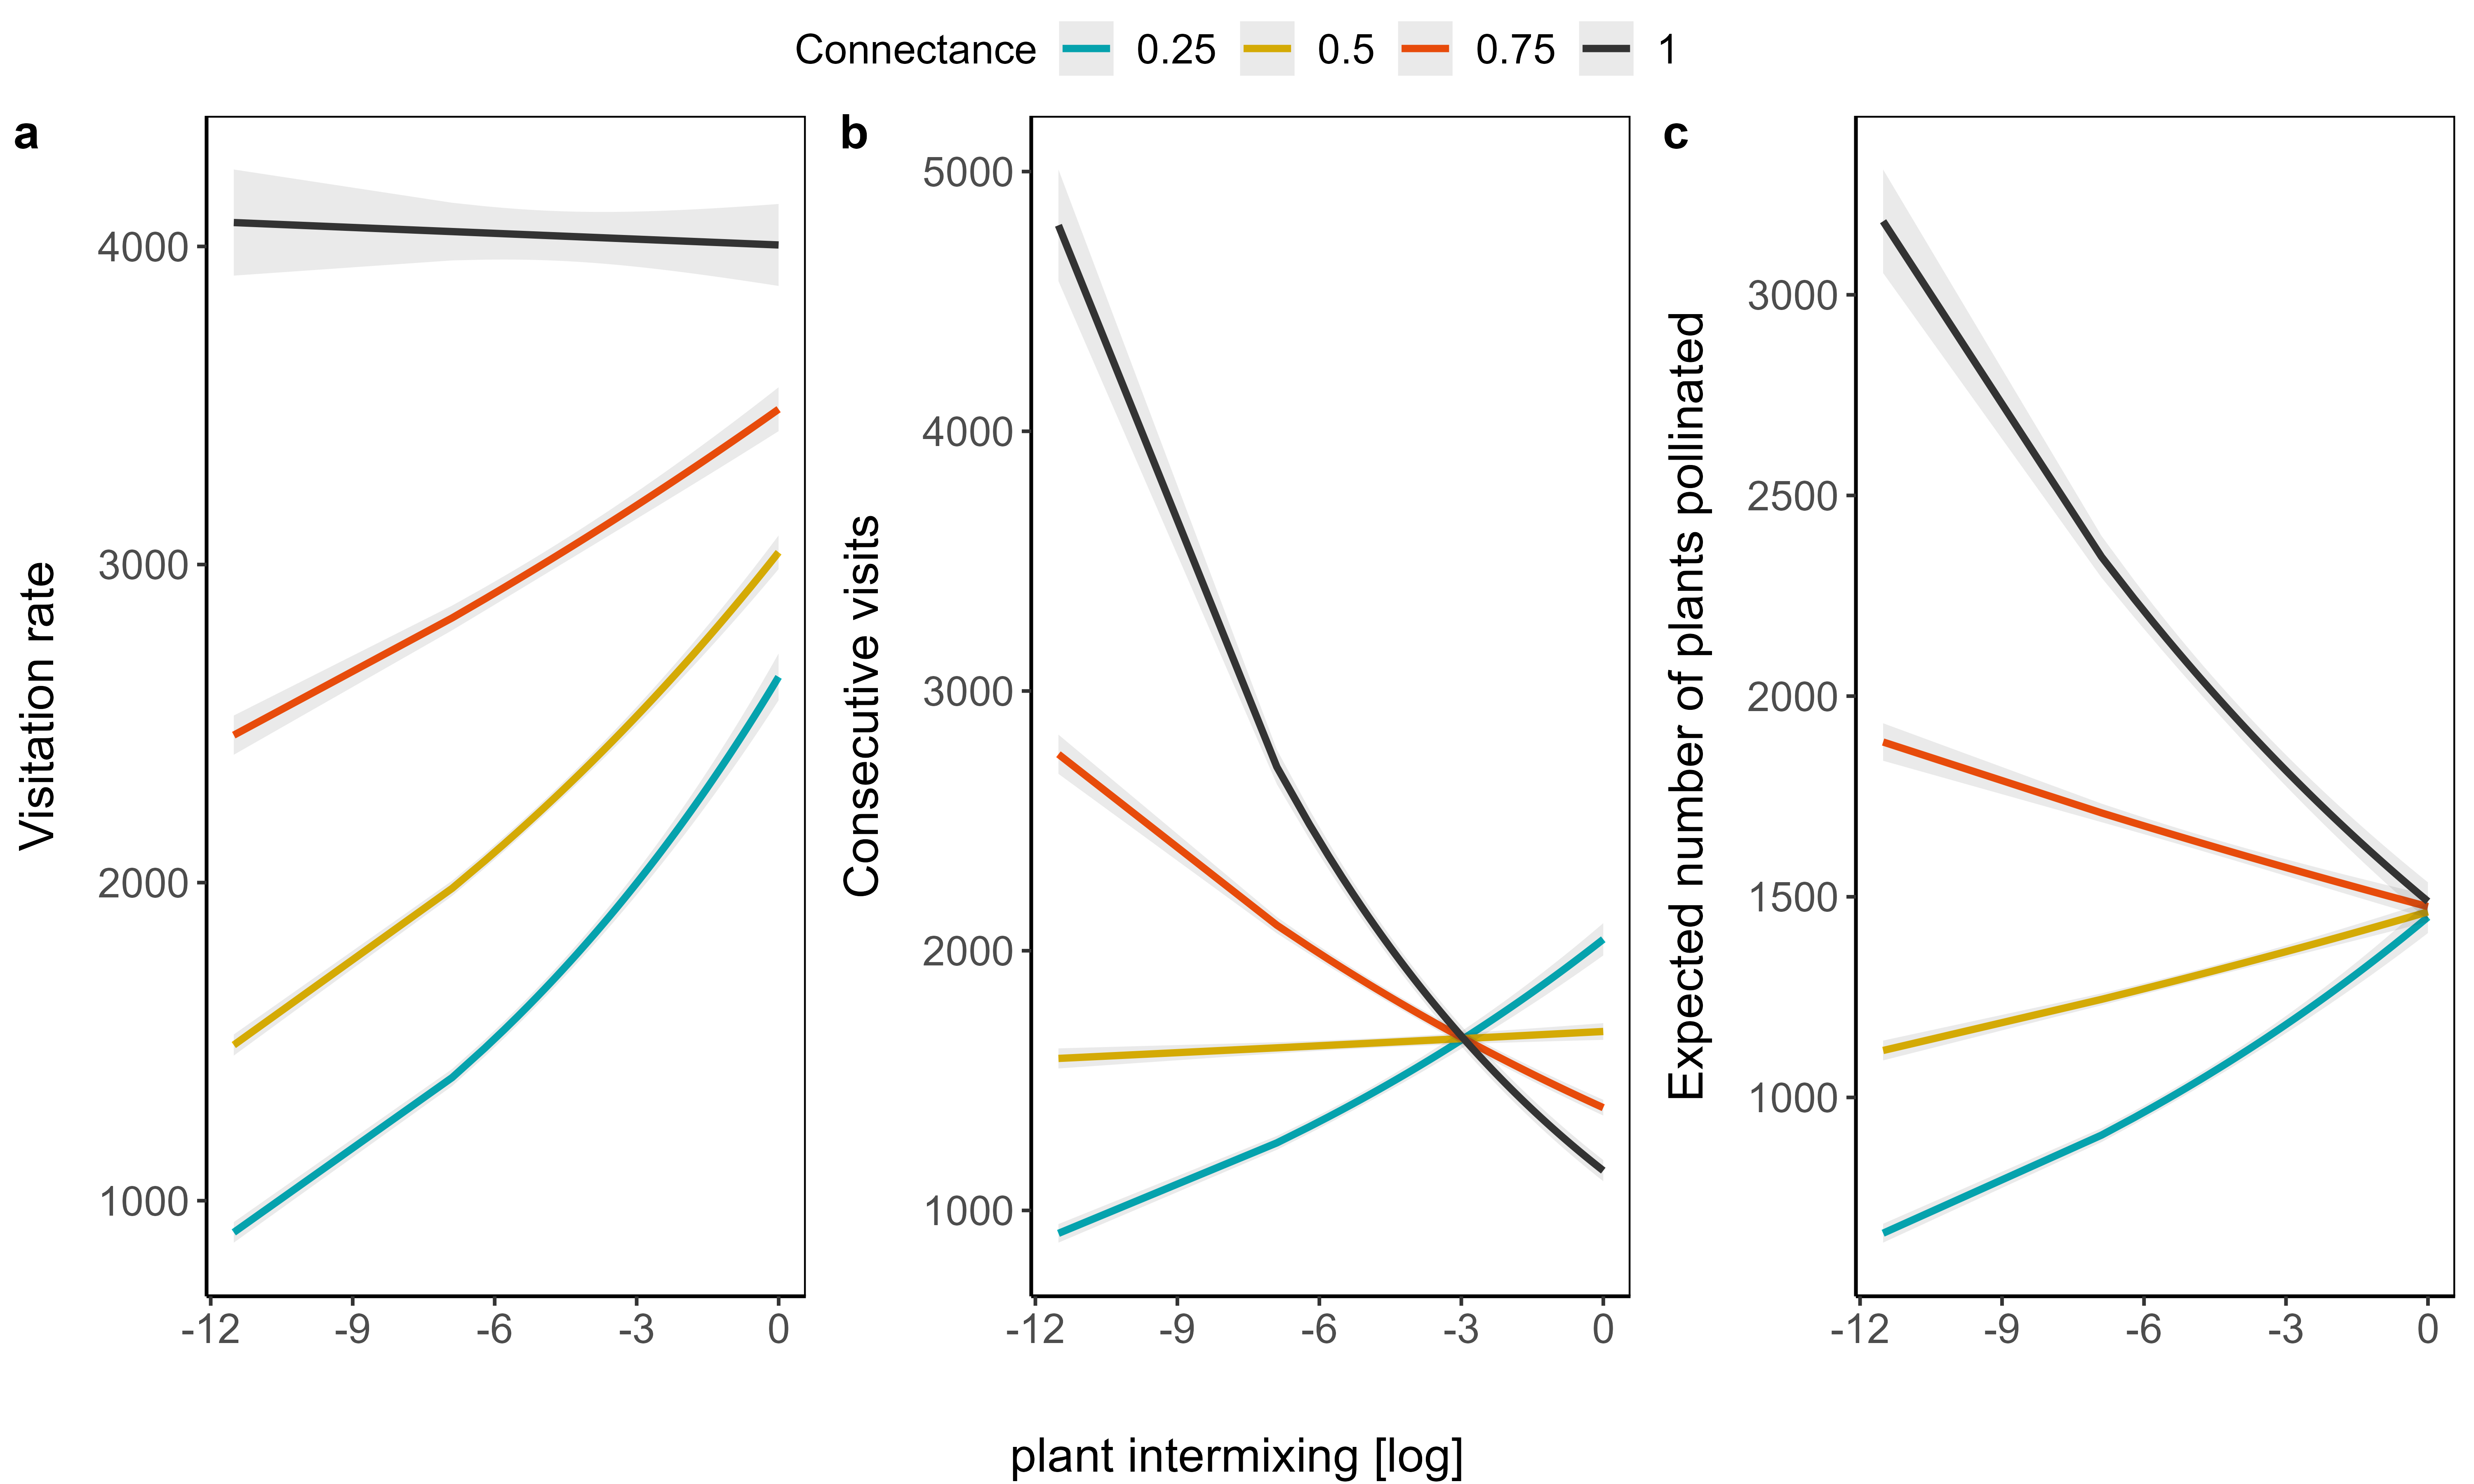 Connectance 0.25 0.5 0.75 1
a
Visitation rate
4000
3000
2000
1000
-12 -9 -6 -3 0
b
Consecutive visits
5000
4000
3000
2000
1000
-12 -9 -6 -3 0
c
Expected number of plants pollinated
3000
2500
2000
1500
1000
-12 -9 -6 -3 0
plant intermixing [log]